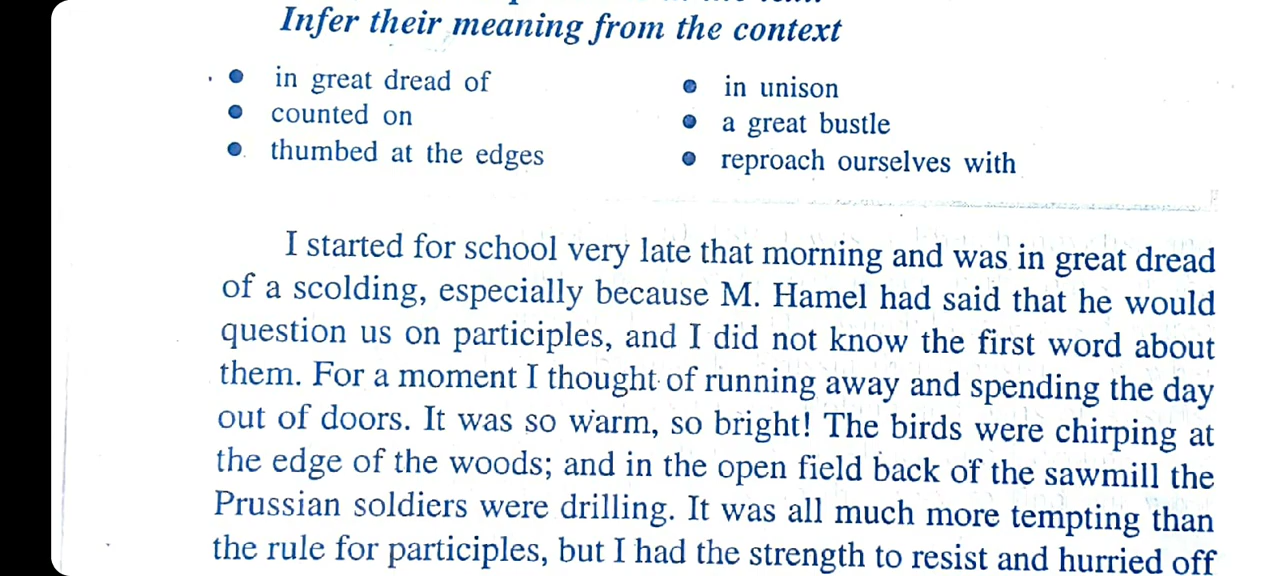 Infer their meaning from the context
• in great dread of
• counted on
• thumbed at the edges
• in unison
• a great bustle
• reproach ourselves with
I started for school very late that morning and was in great dread
of a scolding, especially because M. Hamel had said that he would
question us on participles, and I did not know the first word about
them. For a moment I thought of running away and spending the day
out of doors. It was so warm, so bright! The birds were chirping at
the edge of the woods; and in the open field back of the sawmill the
Prussian soldiers were drilling. It was all much more tempting than
the rule for participles, but I had the strength to resist and hurried off